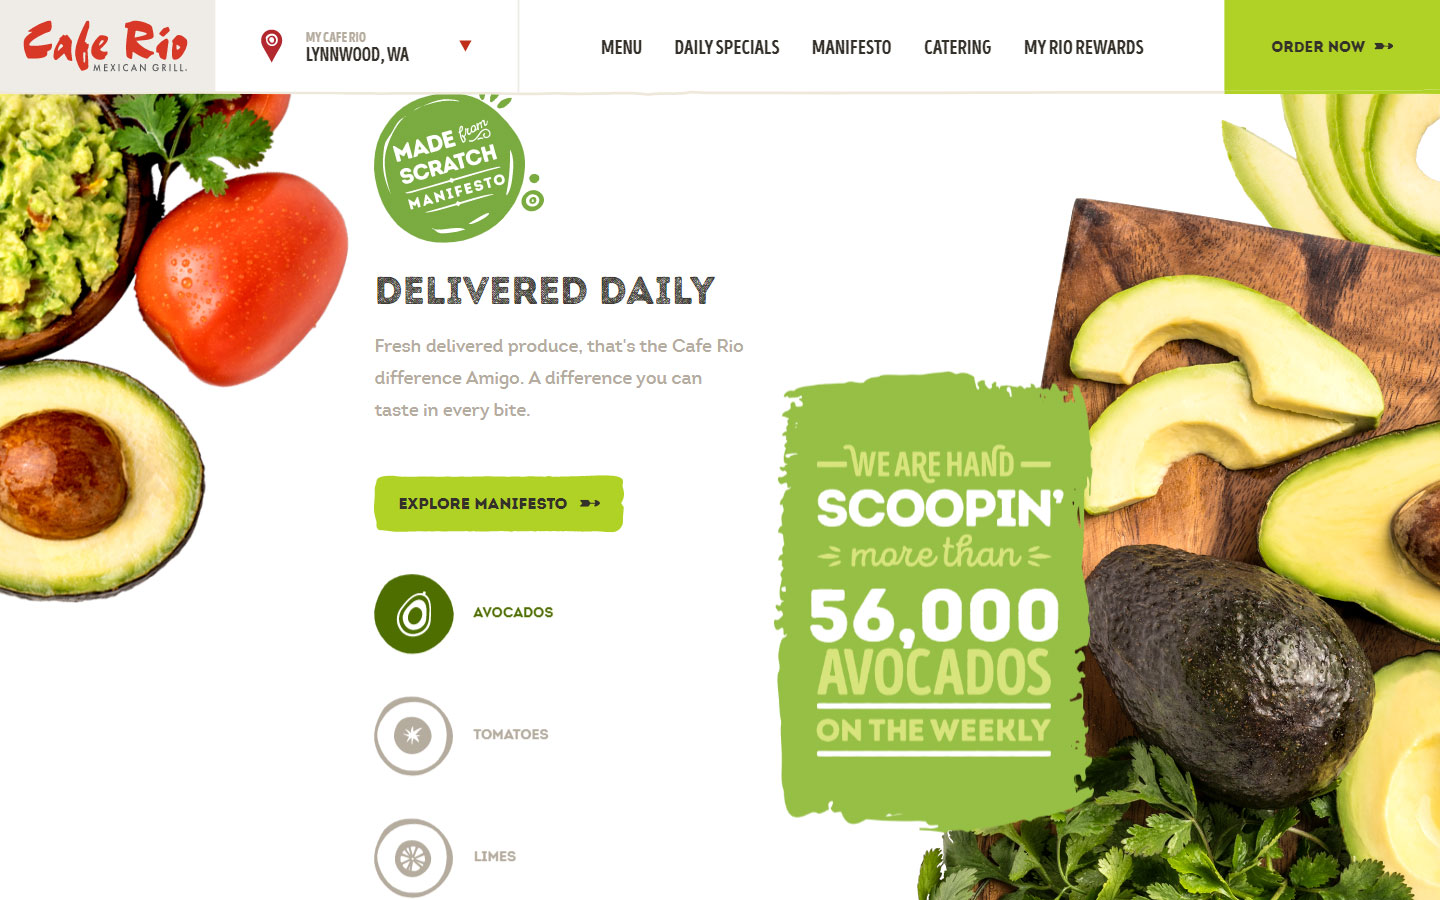 Cafe Rio
MEXICAN GRILL.
MY CAFE RIO
LYNNWOOD, WA
MENU
DAILY SPECIALS
MANIFESTO
CATERING
MY RIO REWARDS
ORDER NOW
MADE from
SCRATCH
MANIFESTO
DELIVERED DAILY
Fresh delivered produce, that's the Cafe Rio
difference Amigo. A difference you can
taste in every bite.
EXPLORE MANIFESTO
AVOCADOS
TOMATOES
LIMES
WE ARE HAND
SCOOPIN'
more than
56,000
AVOCADOS
ON THE WEEKLY